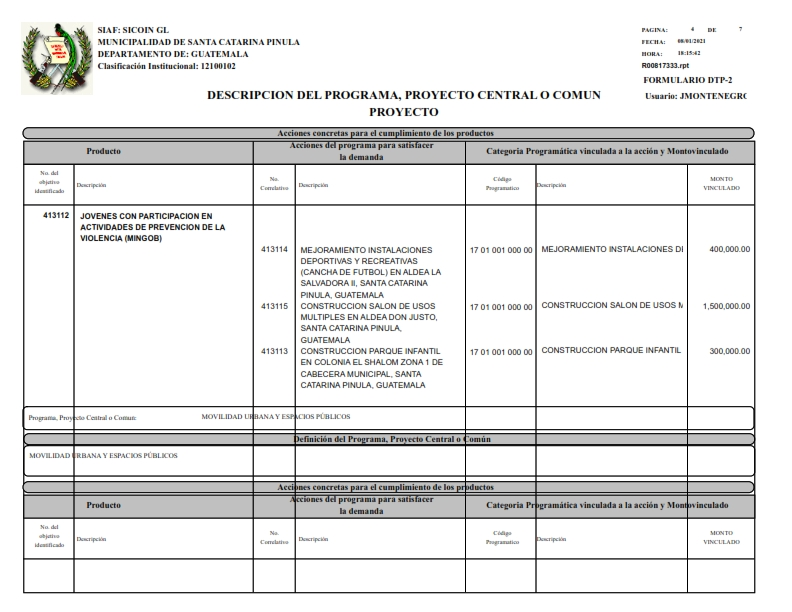 SIAF: SICOIN GL
MUNICIPALIDAD DE SANTA CATARINA PINULA
DEPARTAMENTO DE: GUATEMALA
Clasificación Institucional: 12100102
PAGINA: 4 DE 7
FECHA: 08/01/2021
HORA: 18:15:42
R00817333.rpt
FORMULARIO DTP-2
Usuario: JMONTENEGRO
DESCRIPCION DEL PROGRAMA, PROYECTO CENTRAL O COMUN
PROYECTO
Acciones concretas para el cumplimiento de los productos
Producto
Acciones del programa para satisfacer
la demanda
Categoria Programática vinculada a la acción y Montovinculado
No. del
objetivo
identificado
Descripción
No.
Correlativo
Descripción
Código
Programatico
Descripción
MONTO
VINCULADO
413112
JOVENES CON PARTICIPACION EN
ACTIVIDADES DE PREVENCION DE LA
VIOLENCIA (MINGOB)
413114
MEJORAMIENTO INSTALACIONES
DEPORTIVAS Y RECREATIVAS
(CANCHA DE FUTBOL) EN ALDEA LA
SALVADORA II, SANTA CATARINA
PINULA, GUATEMALA
17 01 001 000 00
MEJORAMIENTO INSTALACIONES DI
400,000.00
413115
CONSTRUCCION SALON DE USOS
MULTIPLES EN ALDEA DON JUSTO,
SANTA CATARINA PINULA,
GUATEMALA
17 01 001 000 00
CONSTRUCCION SALON DE USOS M
1,500,000.00
413113
CONSTRUCCION PARQUE INFANTIL
EN COLONIA EL SHALOM ZONA 1 DE
CABECERA MUNICIPAL, SANTA
CATARINA PINULA, GUATEMALA
17 01 001 000 00
CONSTRUCCION PARQUE INFANTIL
300,000.00
Programa, Proyecto Central o Comun: MOVILIDAD URBANA Y ESPACIOS PÚBLICOS
Definición del Programa, Proyecto Central o Común
MOVILIDAD URBANA Y ESPACIOS PÚBLICOS
Acciones concretas para el cumplimiento de los productos
Producto
Acciones del programa para satisfacer
la demanda
Categoria Programática vinculada a la acción y Montovinculado
No. del
objetivo
identificado
Descripción
No.
Correlativo
Descripción
Código
Programatico
Descripción
MONTO
VINCULADO